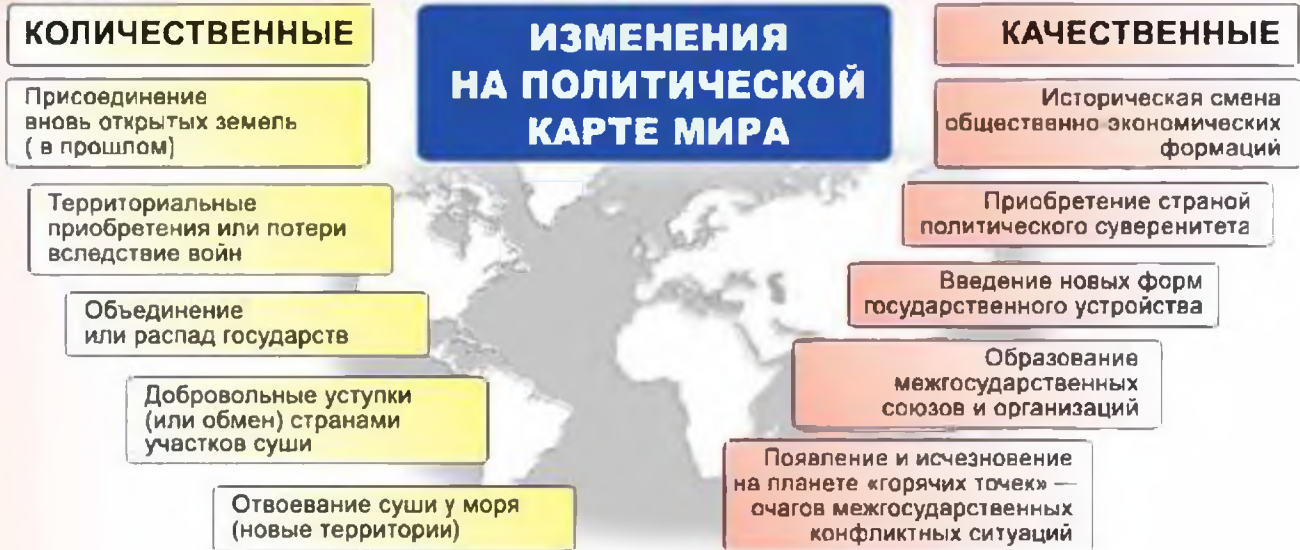 КОЛИЧЕСТВЕННЫЕ
Присоединение
вновь открытых земель
( в прошлом)
Территориальные
приобретения или потери
вследствие войн
Объединение
или распад государств
Добровольные уступки
(или обмен) странами
участков суши
Отвоевание суши у моря
(новые территории)
ИЗМЕНЕНИЯ
НА ПОЛИТИЧЕСКОЙ
КАРТЕ МИРА
КАЧЕСТВЕННЫЕ
Историческая смена
общественно экономических
формаций
Приобретение страной
политического суверенитета
Введение новых форм
государственного устройства
Образование
межгосударственных
союзов и организаций
Появление и исчезновение
на планете «горячих точек» —
очагов межгосударственных
конфликтных ситуаций